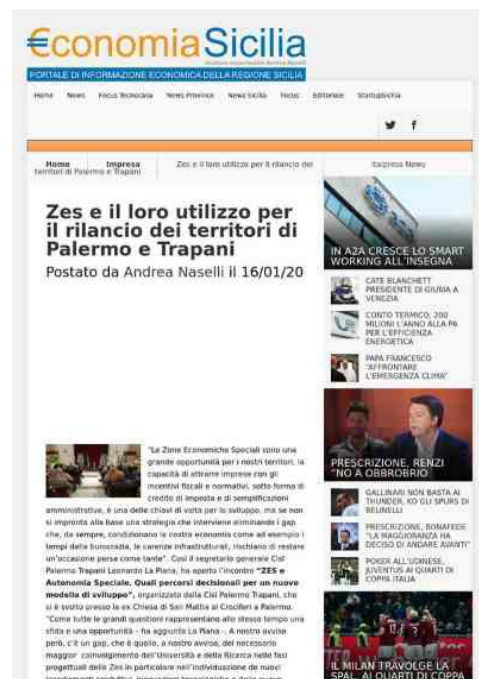 €conomiaSicilia
direttore responsabile Andrea Naselli
PORTALE DI INFORMAZIONE ECONOMICA DELLA REGIONE SICILIA
Home News Focus Tecnocasa News Province News Sicilia Focus Editoriale StartupSicilia
Home Impresa Zes e il loro utilizzo per il rilancio dei
territori di Palermo e Trapani
Zes e il loro utilizzo per
il rilancio dei territori di
Palermo e Trapani
Postato da Andrea Naselli il 16/01/20
"Le Zone Economiche Speciali sono una
grande opportunità per i nostri territori, la
capacità di attrarre imprese con gli
incentivi fiscali e normativi, sotto forma di
credito di imposta e di semplificazioni
amministrative, è una delle chiavi di volta per lo sviluppo, ma se non
si impronta alla base una strategia che interviene eliminando i gap
che, da sempre, condizionano la nostra economia come ad esempio i
tempi della burocrazia, le carenze infrastrutturali, rischiano di restare
un'occasione persa come tante". Così il segretario generale Cisl
Palermo Trapani Leonardo La Piana, ha aperto l'incontro "ZES e
Autonomia Speciale, Quali percorsi decisionali per un nuovo
modello di sviluppo", organizzato dalla Cisl Palermo Trapani, che
si è svolto presso la ex Chiesa di San Mattia ai Crociferi a Palermo.
"Come tutte le grandi questioni rappresentano allo stesso tempo una
sfida e una opportunità - ha aggiunto La Piana -. A nostro avviso
però, c'è un gap, che è quello, a nostro avviso, del necessario
maggior coinvolgimento dell'Università e della Ricerca nelle fasi
progettuali delle Zes in particolare nell'individuazione di nuovi
insediamenti produttivi, innovazioni tecnologiche e delle nuove
Italpress News
IN A2A CRESCE LO SMART
WORKING ALL'INSEGNA
CATE BLANCHETT
PRESIDENTE DI GIURIA A
VENEZIA
CONTO TERMICO, 200
MILIONI L'ANNO ALLA PA
PER L'EFFICIENZA
ENERGETICA
PAPA FRANCESCO
"AFFRONTARE
L'EMERGENZA CLIMA"
PRESCRIZIONE, RENZI
"NO A OBBROBRIO
GALLINARI NON BASTA AI
THUNDER, KO GLI SPURS DI
BELINELLI
PRESCRIZIONE, BONAFEDE
"LA MAGGIORANZA HA
DECISO DI ANDARE AVANTI"
POKER ALL'UDINESE,
JUVENTUS AI QUARTI DI
COPPA ITALIA
IL MILAN TRAVOLGE LA
SPAL, AI QUARTI DI COPPA